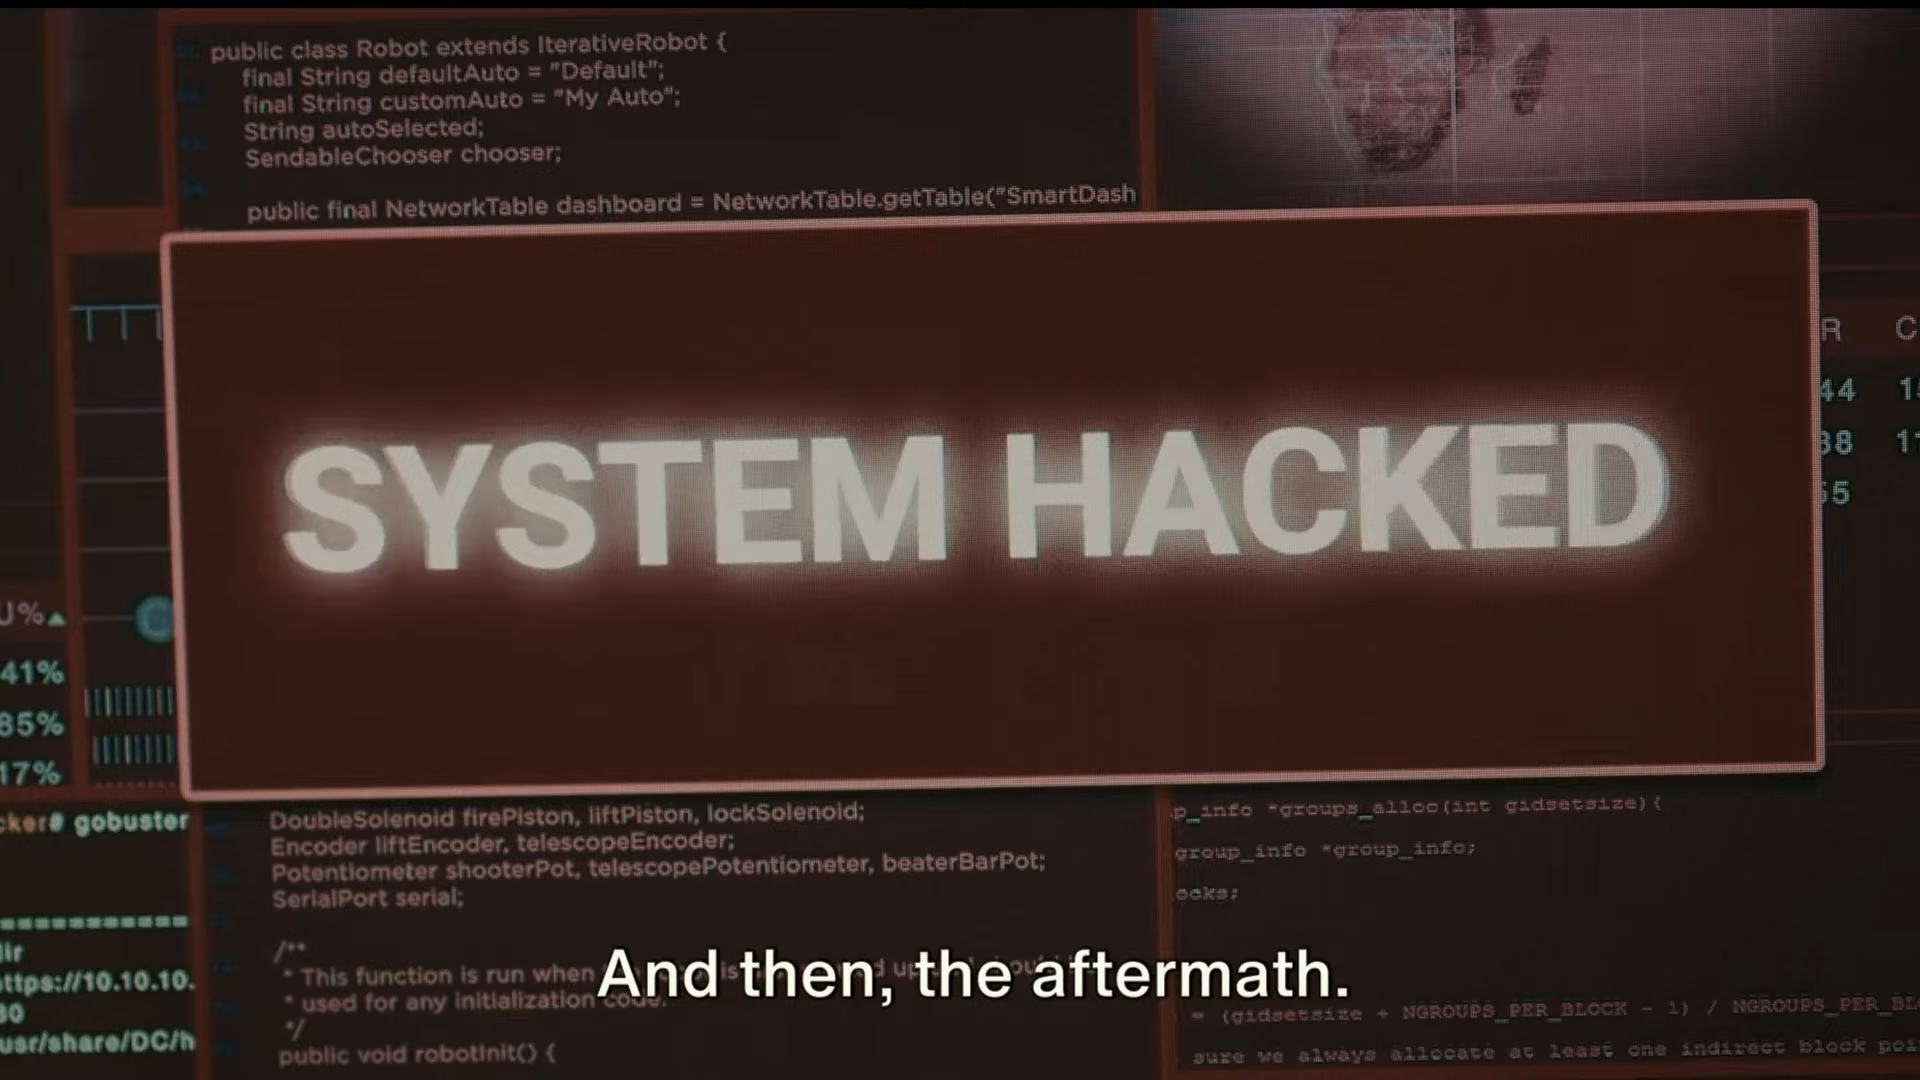 public class Robot extends IterativeRobot {
final String defaultAuto = "Default";
final String customAuto = "My Auto";
String autoSelected;
SendableChooser chooser;
public final NetworkTable dashboard = NetworkTable.getTable("SmartDash
R C
44
38
55
SYSTEM HACKED
U%
41%
85%
17%
cker# gobuster
===========
dir
https://10.10.10.
80
usr/share/DC/h
DoubleSolenoid firePiston, liftPiston, lockSolenoid;
Encoder liftEncoder, telescopeEncoder;
Potentiometer shooterPot, telescopePotentiometer, beaterBarPot;
SerialPort serial;
/**
* This function is run when
* used for any initialization code.
*/
public void robotInit() {
p_info *groups_alloc(int gidsetsize){
group_info *group_info;
ocks;
= (gidsetsize + NGROUPS_PER_BLOCK - 1) / NGROUPS_PER_BL
sure we always allocate at least one indirect block poi
And then, the aftermath.